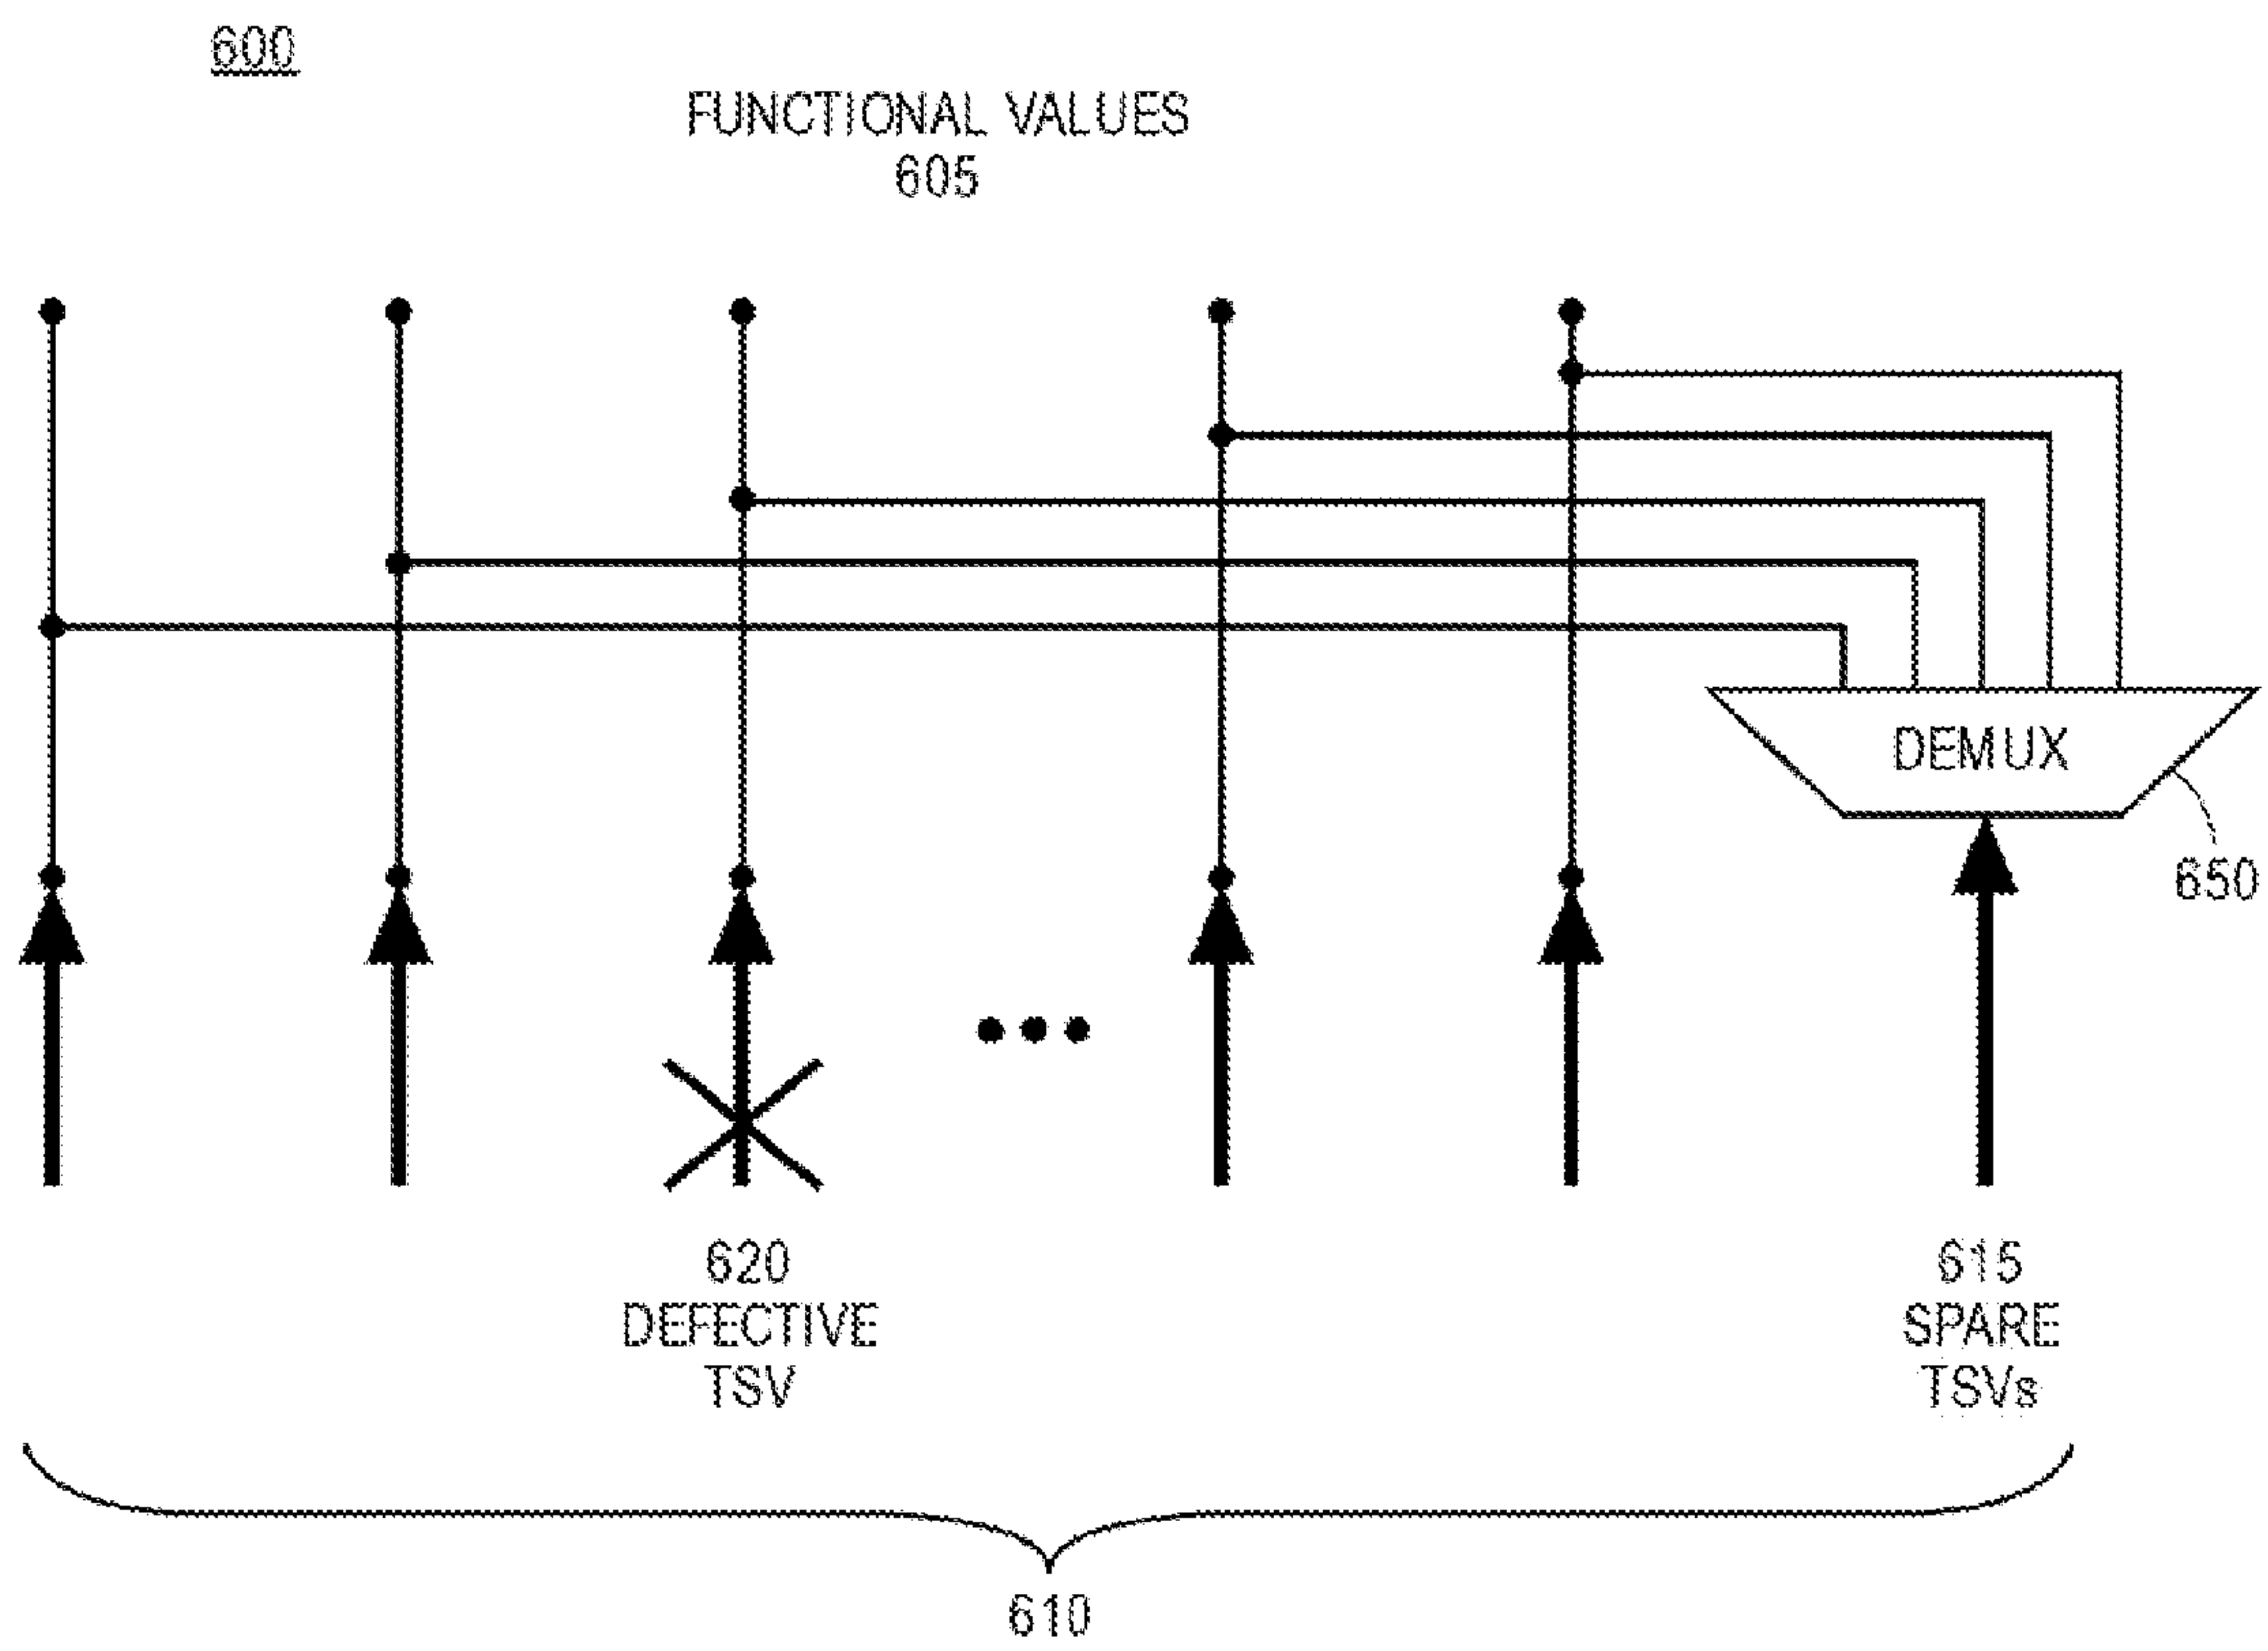 600
FUNCTIONAL VALUES
605
DEMUX
650
620
DEFECTIVE
TSV
615
SPARE
TSVs
610